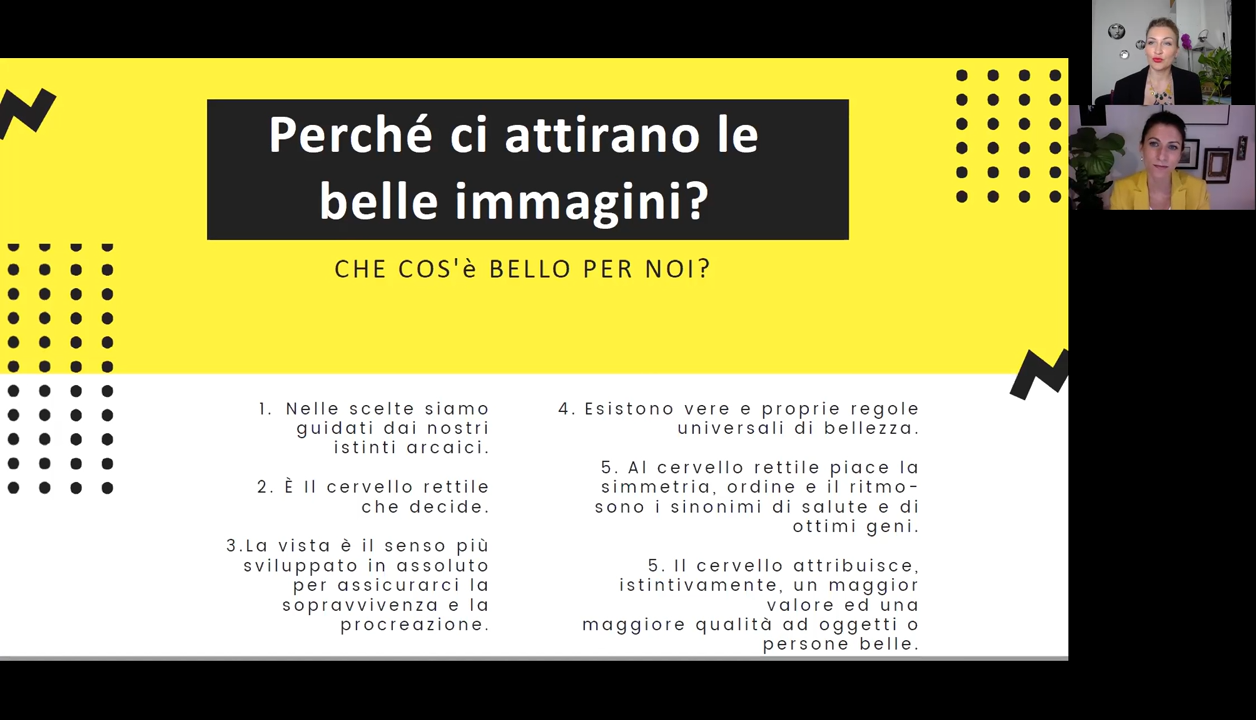 Perché ci attirano le
belle immagini?
CHE COS'è BELLO PER NOI?
1. Nelle scelte siamo
guidati dai nostri
istinti arcaici.
2. È Il cervello rettile
che decide.
3.La vista è il senso più
sviluppato in assoluto
per assicurarci la
sopravvivenza e la
procreazione.
4. Esistono vere e proprie regole
universali di bellezza.
5. Al cervello rettile piace la
simmetria, ordine e il ritmo-
sono i sinonimi di salute e di
ottimi geni.
5. Il cervello attribuisce,
istintivamente, un maggior
valore ed una
maggiore qualità ad oggetti o
persone belle.